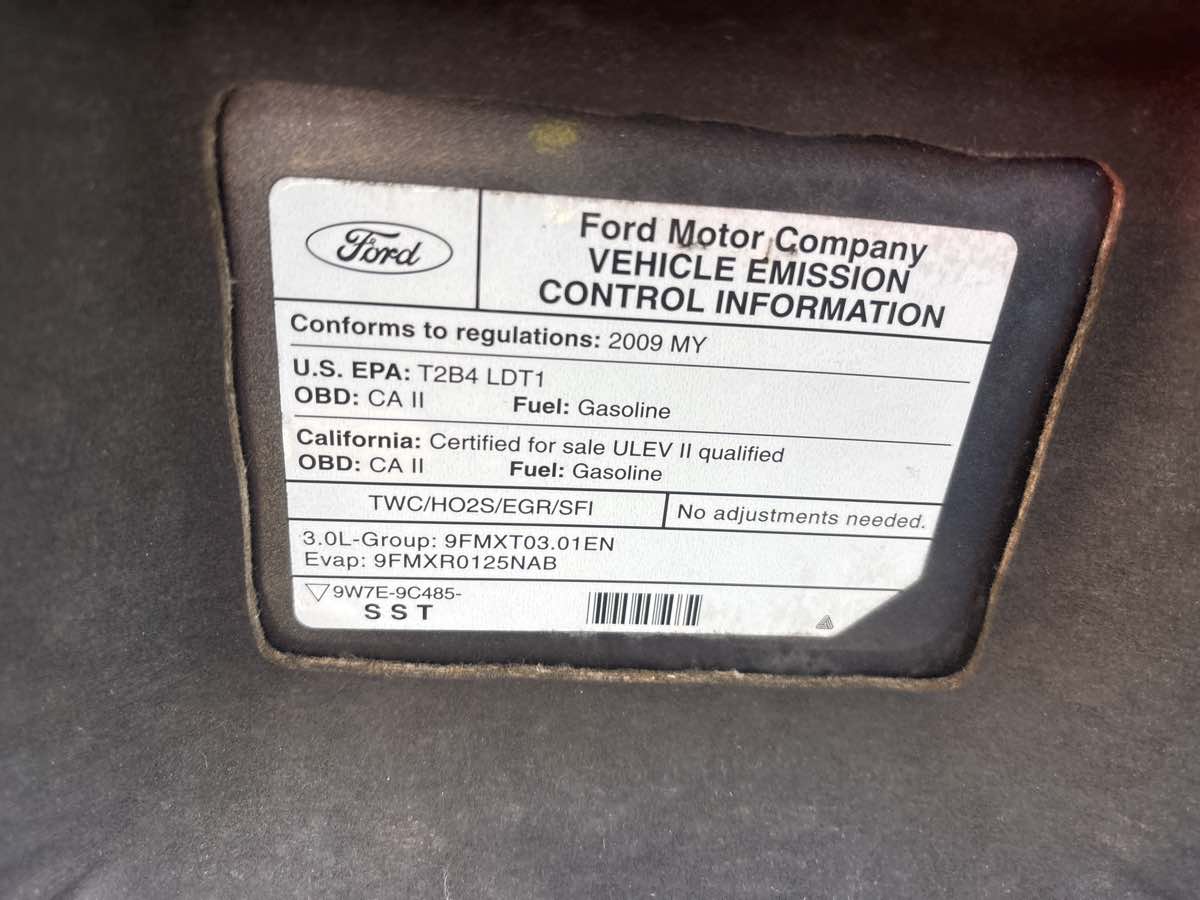 Ford
Ford Motor Company
VEHICLE EMISSION
CONTROL INFORMATION
Conforms to regulations: 2009 MY
U.S. EPA: T2B4 LDT1
OBD: CA II Fuel: Gasoline
California: Certified for sale ULEV II qualified
OBD: CA II Fuel: Gasoline
TWC/HO2S/EGR/SFI No adjustments needed.
3.0L-Group: 9FMXT03.01EN
Evap: 9FMXR0125NAB
9W7E-9C485-
SST